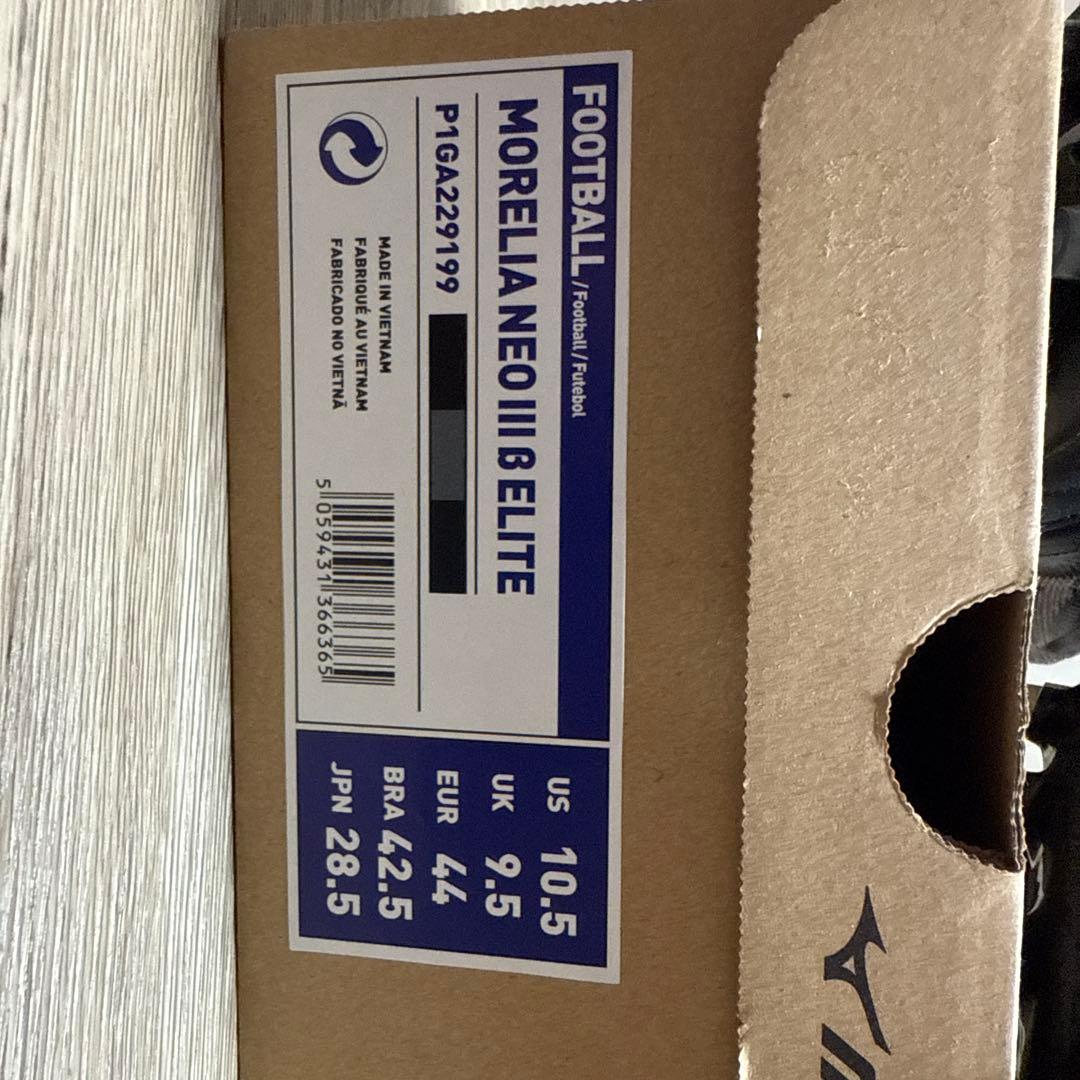 FOOTBALL / Football / Futebol
MORELIA NEO III β ELITE
P1GA229199
MADE IN VIETNAM
FABRIQUÉ AU VIETNAM
FABRICADO NO VIETNÃ
5 059431 366365
US 10.5
UK 9.5
EUR 44
BRA 42.5
JPN 28.5